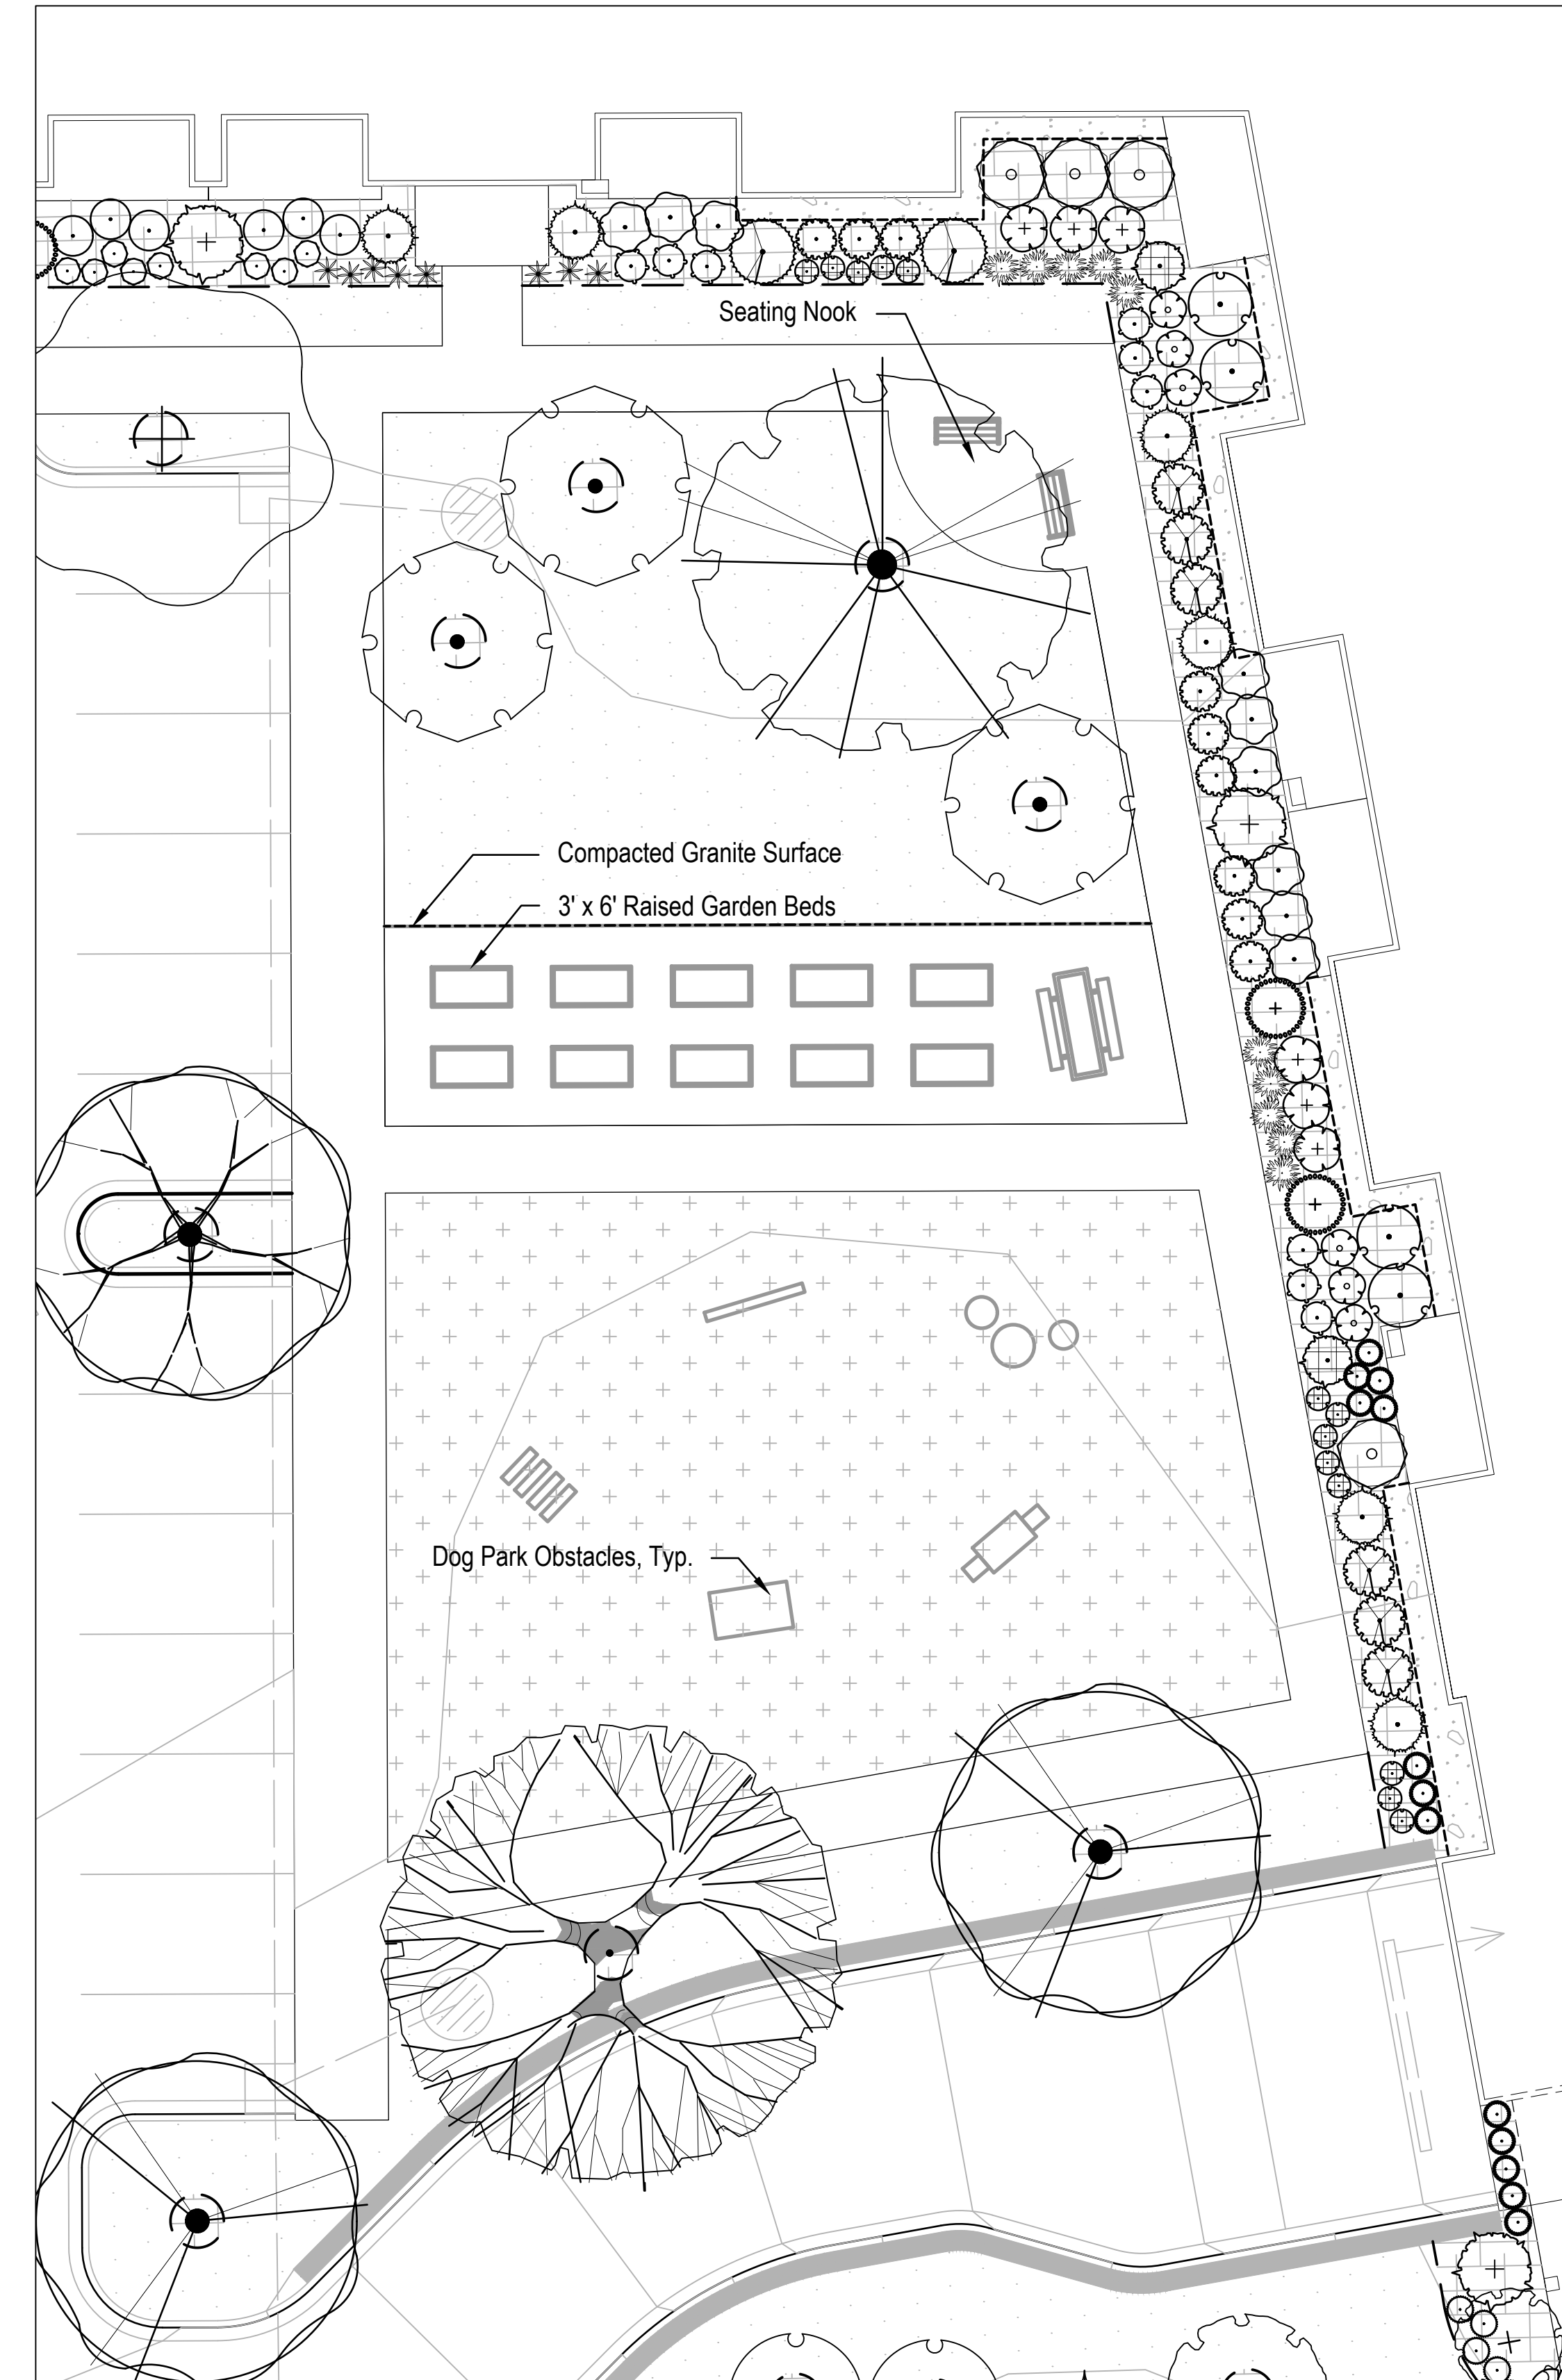 Seating Nook
Compacted Granite Surface
3' x 6' Raised Garden Beds
Dog Park Obstacles, Typ.